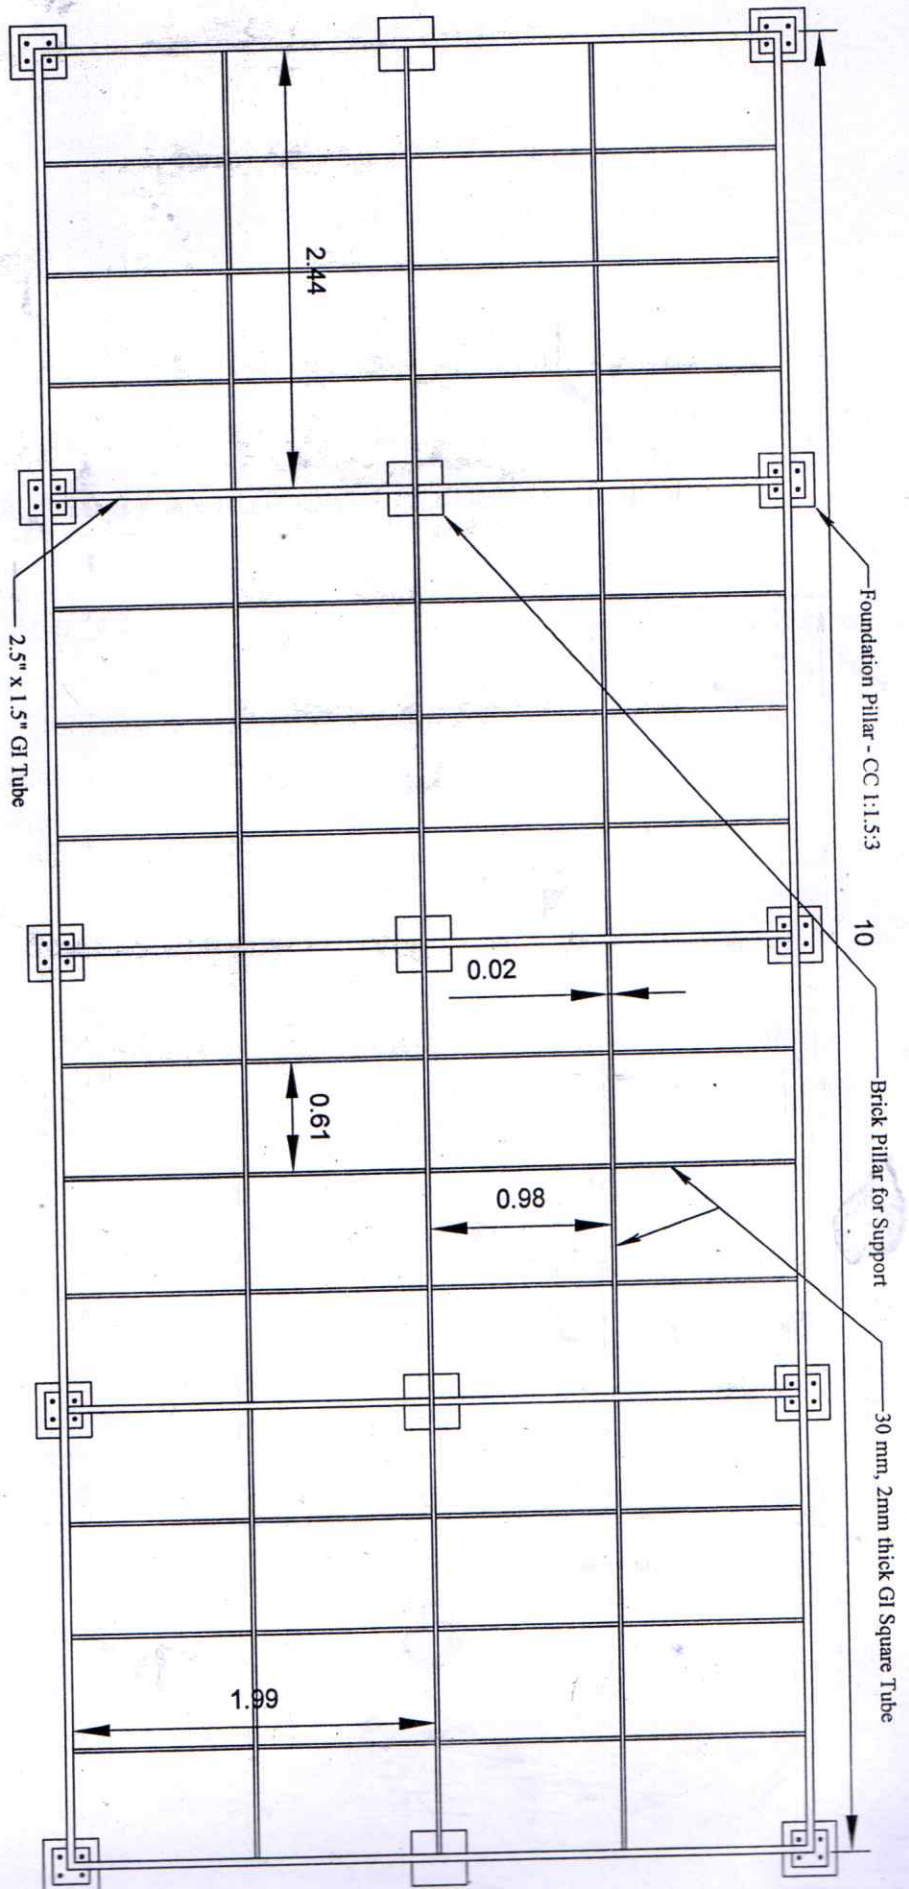 Foundation Pillar - CC 1:1.5:3
10
Brick Pillar for Support
30 mm, 2mm thick GI Square Tube
2.44
0.02
0.61
0.98
1.99
2.5" x 1.5" GI Tube